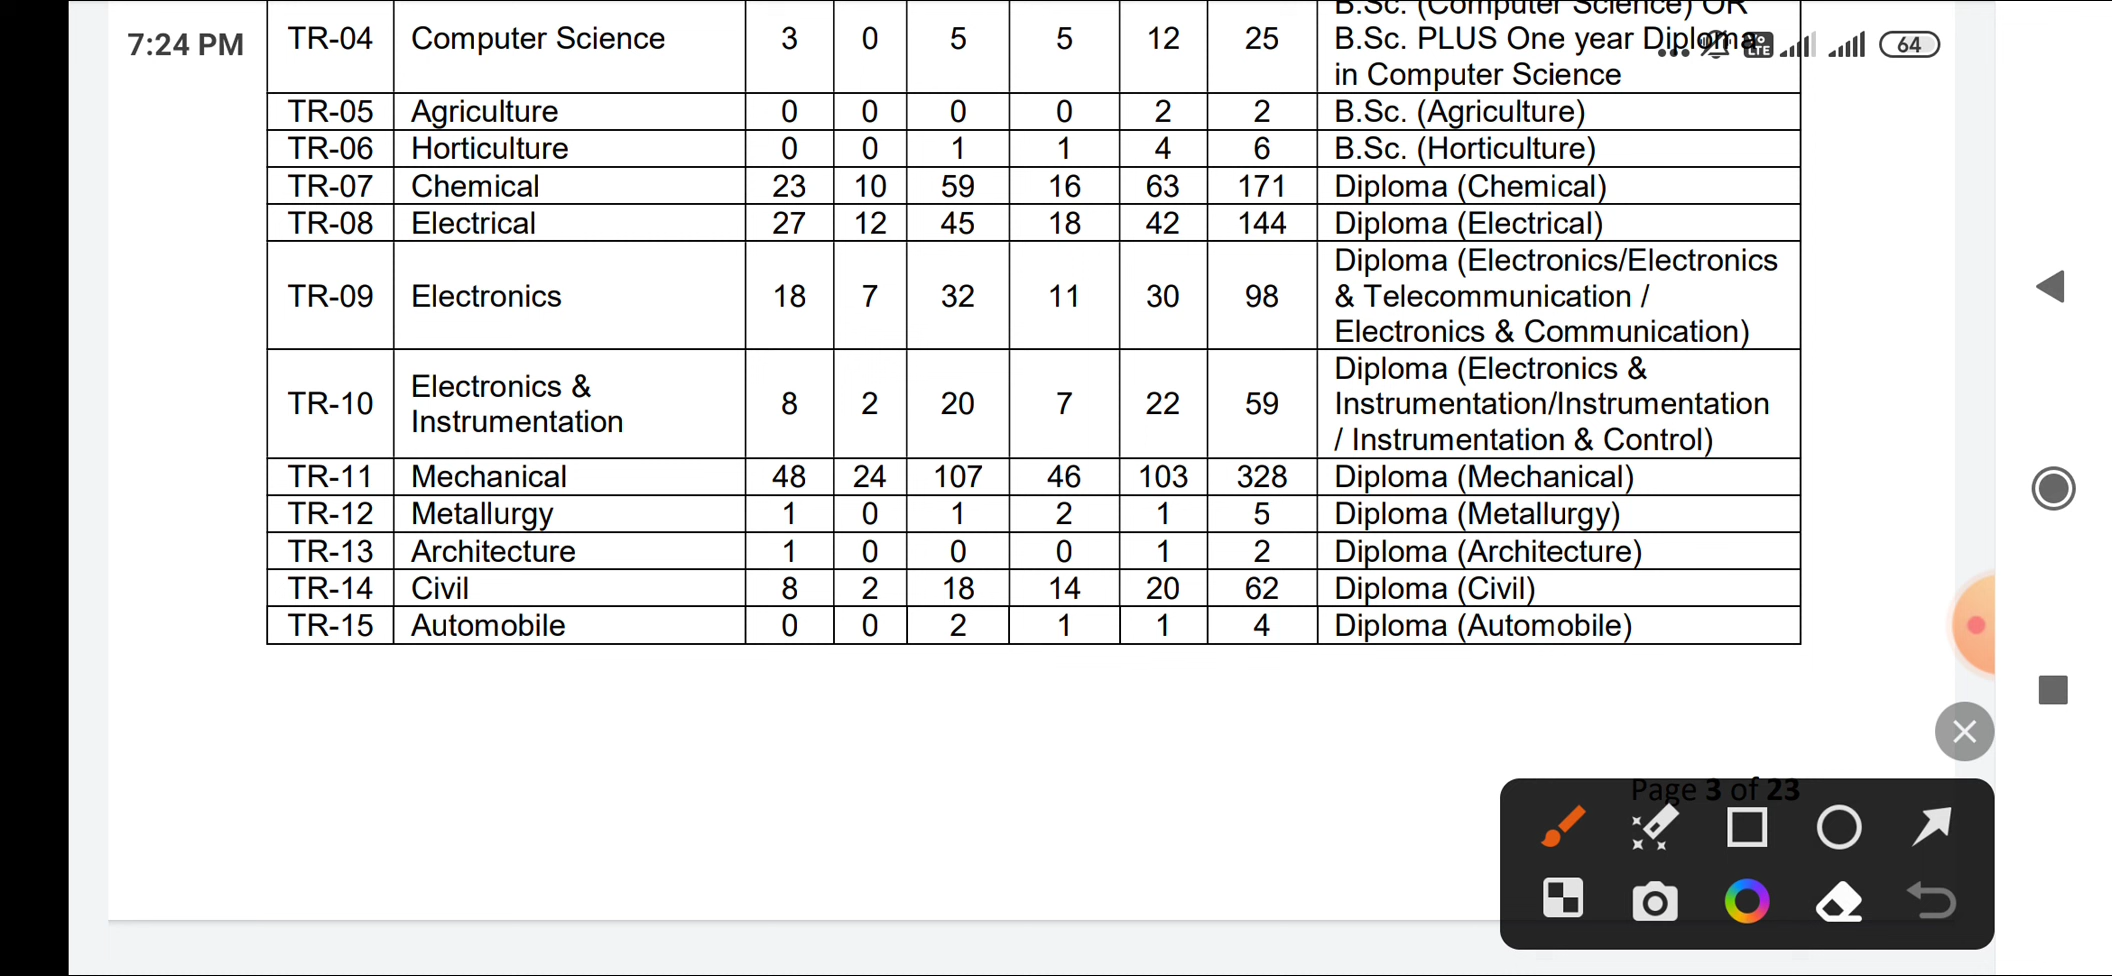 7:24 PM
64
B.Sc. (Computer Science) OR
TR-04 Computer Science 3 0 5 5 12 25 B.Sc. PLUS One year Diploma
in Computer Science
TR-05 Agriculture 0 0 0 0 2 2 B.Sc. (Agriculture)
TR-06 Horticulture 0 0 1 1 4 6 B.Sc. (Horticulture)
TR-07 Chemical 23 10 59 16 63 171 Diploma (Chemical)
TR-08 Electrical 27 12 45 18 42 144 Diploma (Electrical)
Diploma (Electronics/Electronics
TR-09 Electronics 18 7 32 11 30 98 & Telecommunication /
Electronics & Communication)
Diploma (Electronics &
Electronics &
TR-10 8 2 20 7 22 59 Instrumentation/Instrumentation
Instrumentation
/ Instrumentation & Control)
TR-11 Mechanical 48 24 107 46 103 328 Diploma (Mechanical)
TR-12 Metallurgy 1 0 1 2 1 5 Diploma (Metallurgy)
TR-13 Architecture 1 0 0 0 1 2 Diploma (Architecture)
TR-14 Civil 8 2 18 14 20 62 Diploma (Civil)
TR-15 Automobile 0 0 2 1 1 4 Diploma (Automobile)
Page 3 of 23